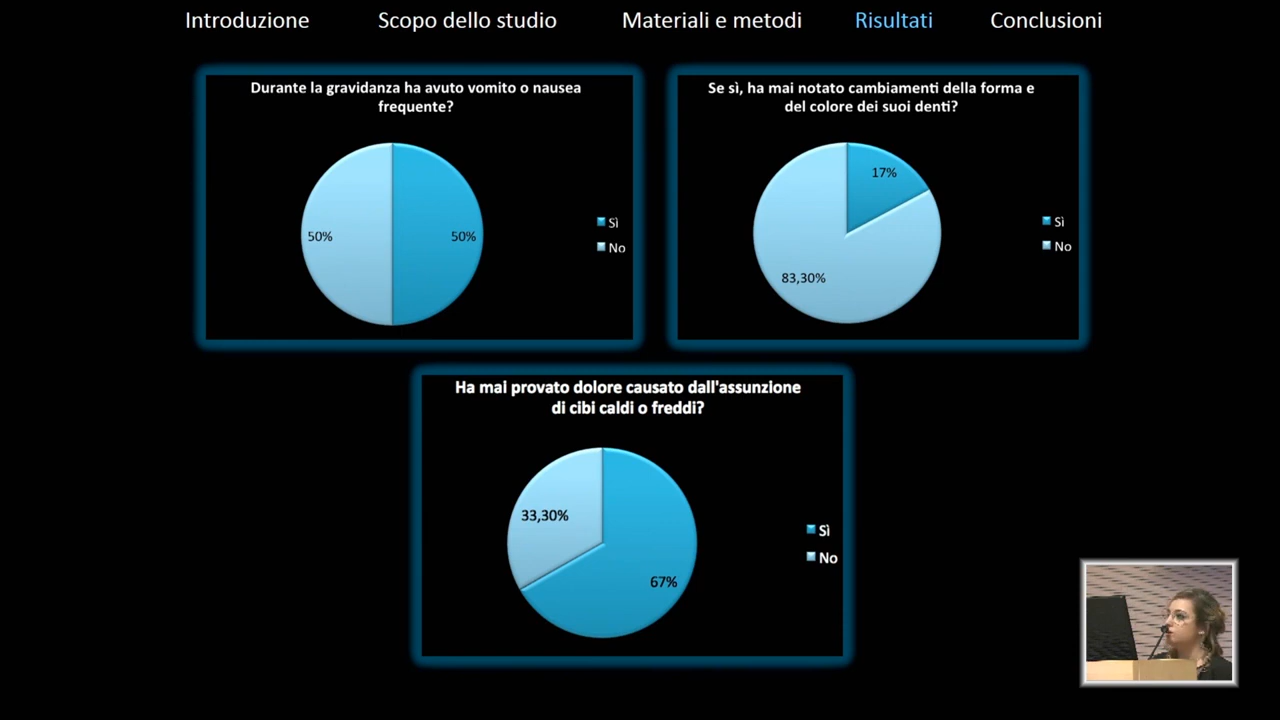 Introduzione Scopo dello studio Materiali e metodi Risultati Conclusioni
Durante la gravidanza ha avuto vomito o nausea
frequente?
50%
50%
Sì
No
Se sì, ha mai notato cambiamenti della forma e
del colore dei suoi denti?
17%
83,30%
Sì
No
Ha mai provato dolore causato dall'assunzione
di cibi caldi o freddi?
33,30%
67%
Sì
No